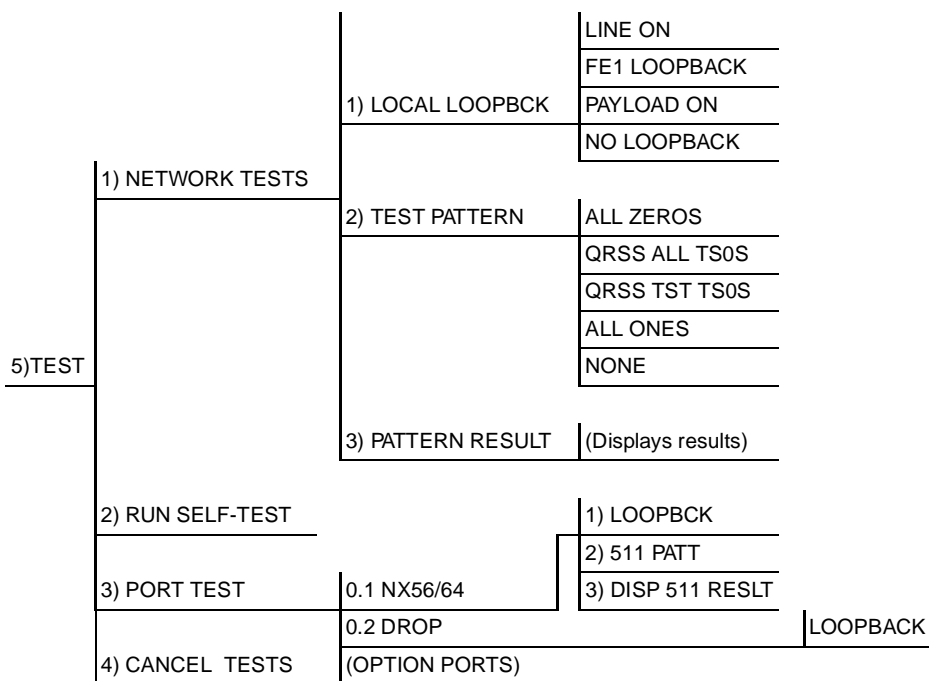 LINE ON
FE1 LOOPBACK
1) LOCAL LOOPBCK
PAYLOAD ON
NO LOOPBACK
1) NETWORK TESTS
2) TEST PATTERN
ALL ZEROS
QRSS ALL TS0S
QRSS TST TS0S
ALL ONES
5)TEST
NONE
3) PATTERN RESULT
(Displays results)
2) RUN SELF-TEST
1) LOOPBCK
2) 511 PATT
3) PORT TEST
0.1 NX56/64
3) DISP 511 RESLT
0.2 DROP
LOOPBACK
4) CANCEL TESTS
(OPTION PORTS)